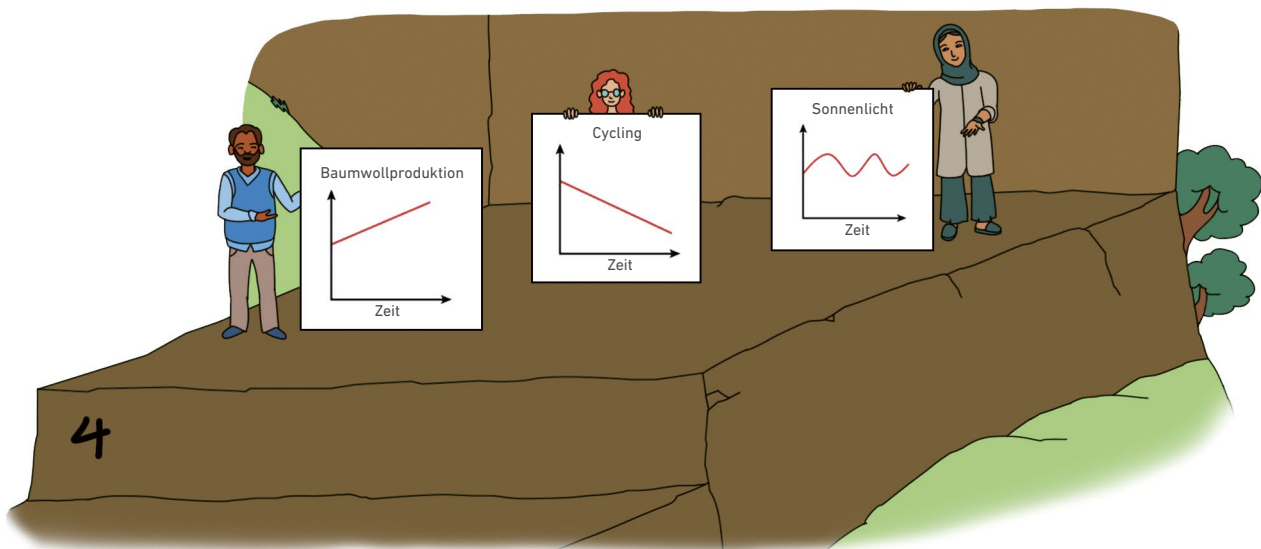 Baumwollproduktion
Zeit
Cycling
Zeit
Sonnenlicht
Zeit
4